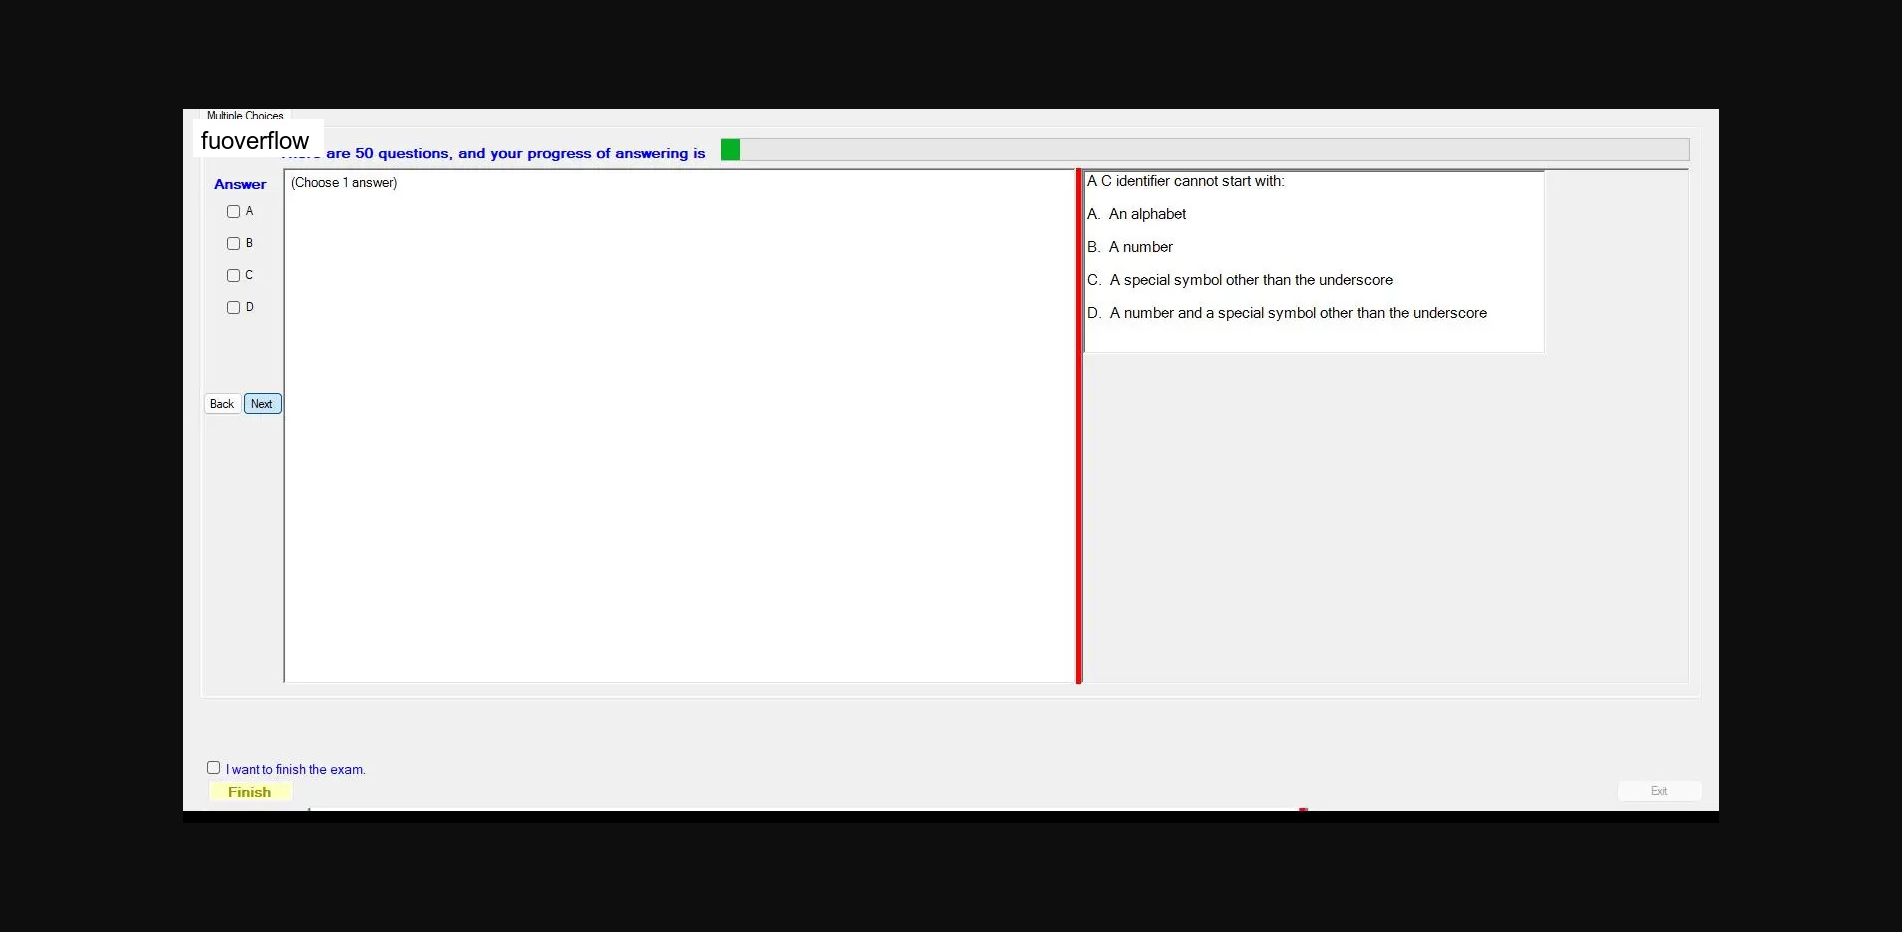 Multiple Choices
fuoverflow
are 50 questions, and your progress of answering is
Answer
A
B
C
D
Back
Next
(Choose 1 answer)
A C identifier cannot start with:
A. An alphabet
B. A number
C. A special symbol other than the underscore
D. A number and a special symbol other than the underscore
I want to finish the exam.
Finish
Exit